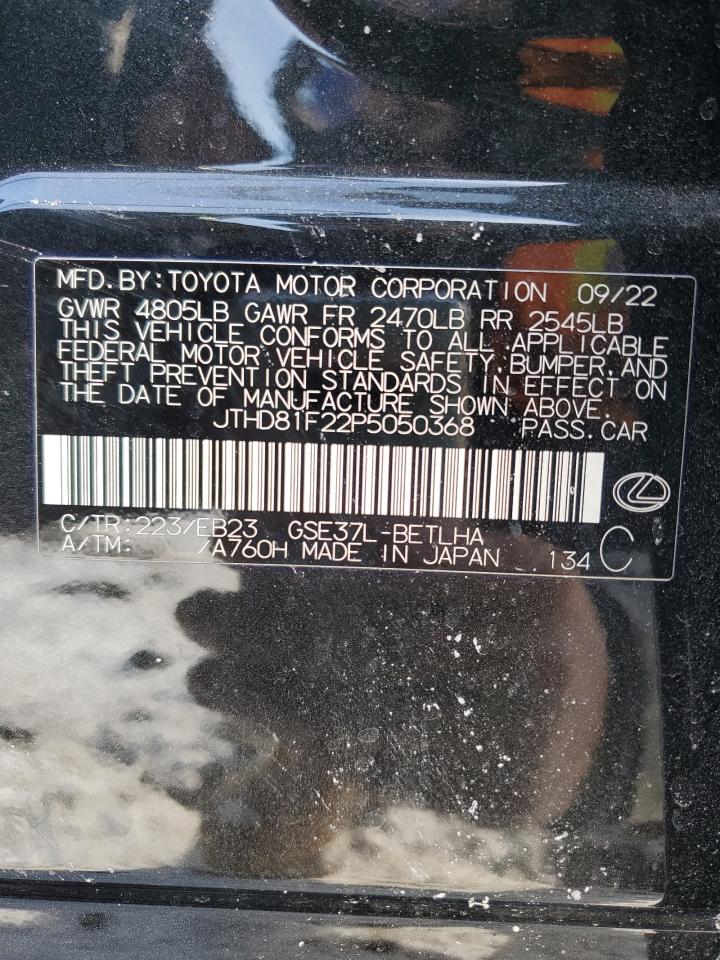 MFD.BY:TOYOTA MOTOR CORPORATION 09/22
GVWR 4805LB GAWR FR 2470LB RR 2545LB
THIS VEHICLE CONFORMS TO ALL APPLICABLE
FEDERAL MOTOR VEHICLE SAFETY,BUMPER,AND
THEFT PREVENTION STANDARDS IN EFFECT ON
THE DATE OF MANUFACTURE SHOWN ABOVE.
JTHD81F22P5050368 PASS.CAR
C/TR:223/EB23 GSE37L-BETLHA
A/TM: /A760H MADE IN JAPAN 134 C